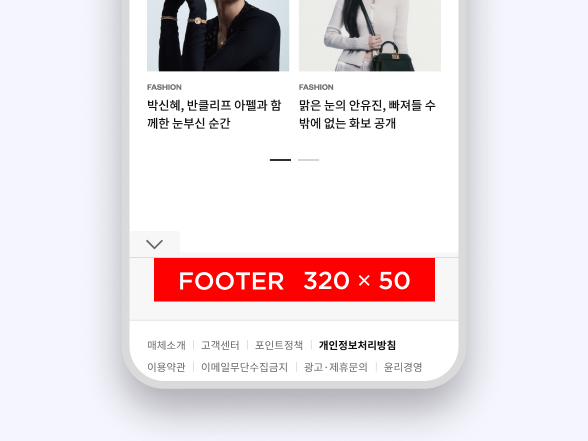 FASHION
박신혜, 반클리프 아펠과 함
께한 눈부신 순간
FASHION
맑은 눈의 안유진, 빠져들 수
밖에 없는 화보 공개
FOOTER 320 × 50
매체소개 고객센터 포인트정책 개인정보처리방침
이용약관 이메일무단수집금지 광고·제휴문의 윤리경영